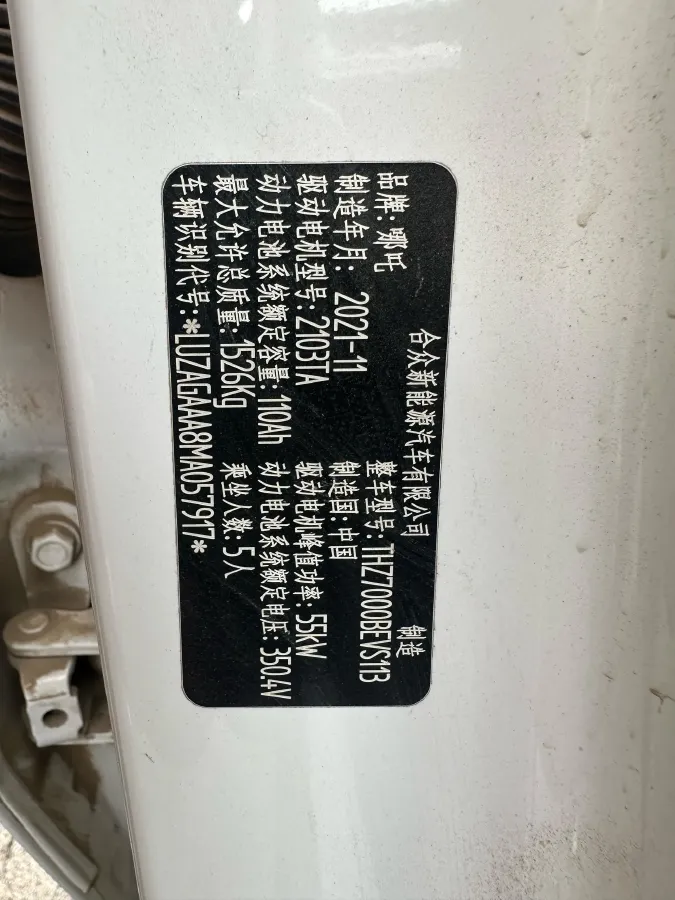 合众新能源汽车有限公司 制造
品牌:哪吒 整车型号:THZ7000BEVS113
制造年月: 2021-11 制造国:中国
驱动电机型号:2103TA 驱动电机峰值功率:55kW
动力电池系统额定容量:110Ah 动力电池系统额定电压:350.4V
最大允许总质量:1526Kg 乘坐人数:5人
车辆识别代号:*LUZAGAAA8MA057917*